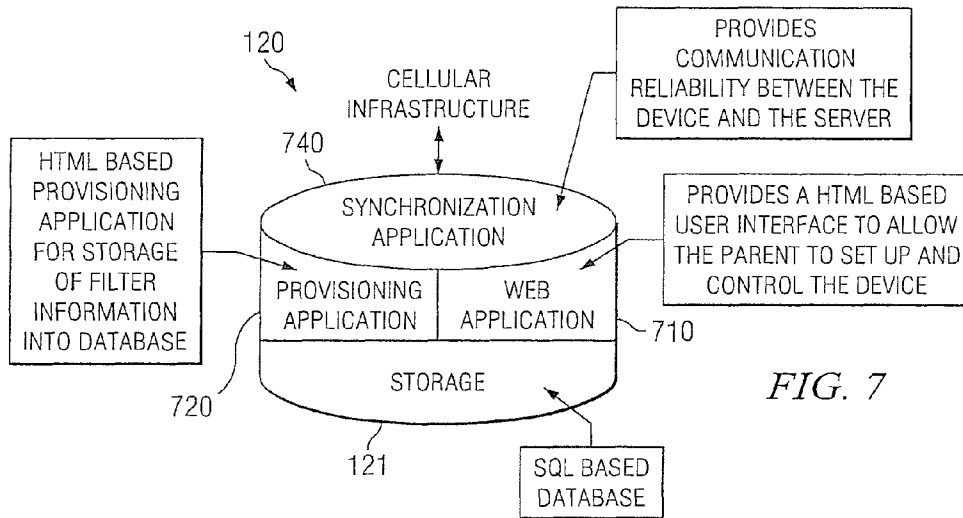 120
CELLULAR
INFRASTRUCTURE
PROVIDES
COMMUNICATION
RELIABILITY BETWEEN THE
DEVICE AND THE SERVER
740
HTML BASED
PROVISIONING
APPLICATION
FOR STORAGE
OF FILTER
INFORMATION
INTO DATABASE
SYNCHRONIZATION
APPLICATION
PROVIDES A HTML BASED
USER INTERFACE TO ALLOW
THE PARENT TO SET UP AND
CONTROL THE DEVICE
PROVISIONING
APPLICATION
WEB
APPLICATION
710
720
STORAGE
121
SQL BASED
DATABASE
FIG. 7